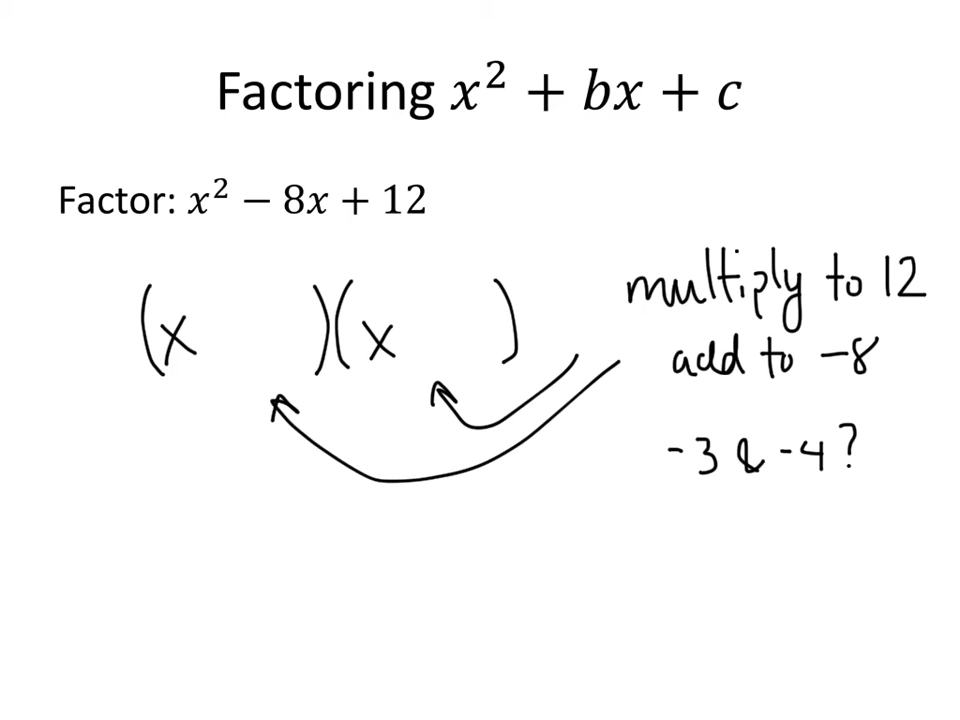 Factoring x² + bx + c
Factor: x² − 8x + 12
(x )(x )
multiply to 12
add to −8
-3 & -4?